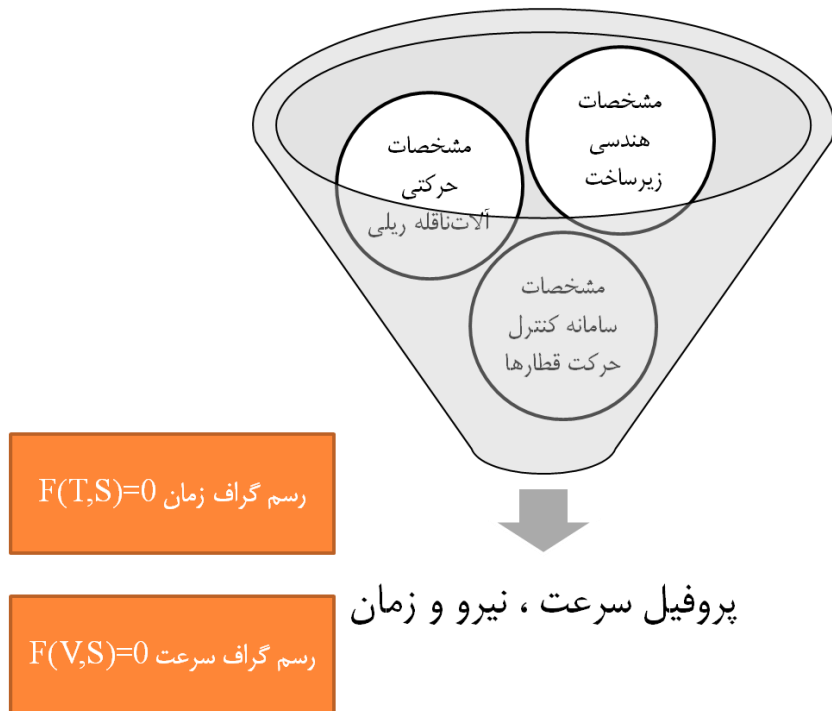 مشخصات
هندسی
زیرساخت
مشخصات
حرکتی
آلات‌ناقله ریلی
مشخصات
سامانه کنترل
حرکت قطارها
رسم گراف زمان F(T,S)=0
پروفیل سرعت ، نیرو و زمان
رسم گراف سرعت F(V,S)=0